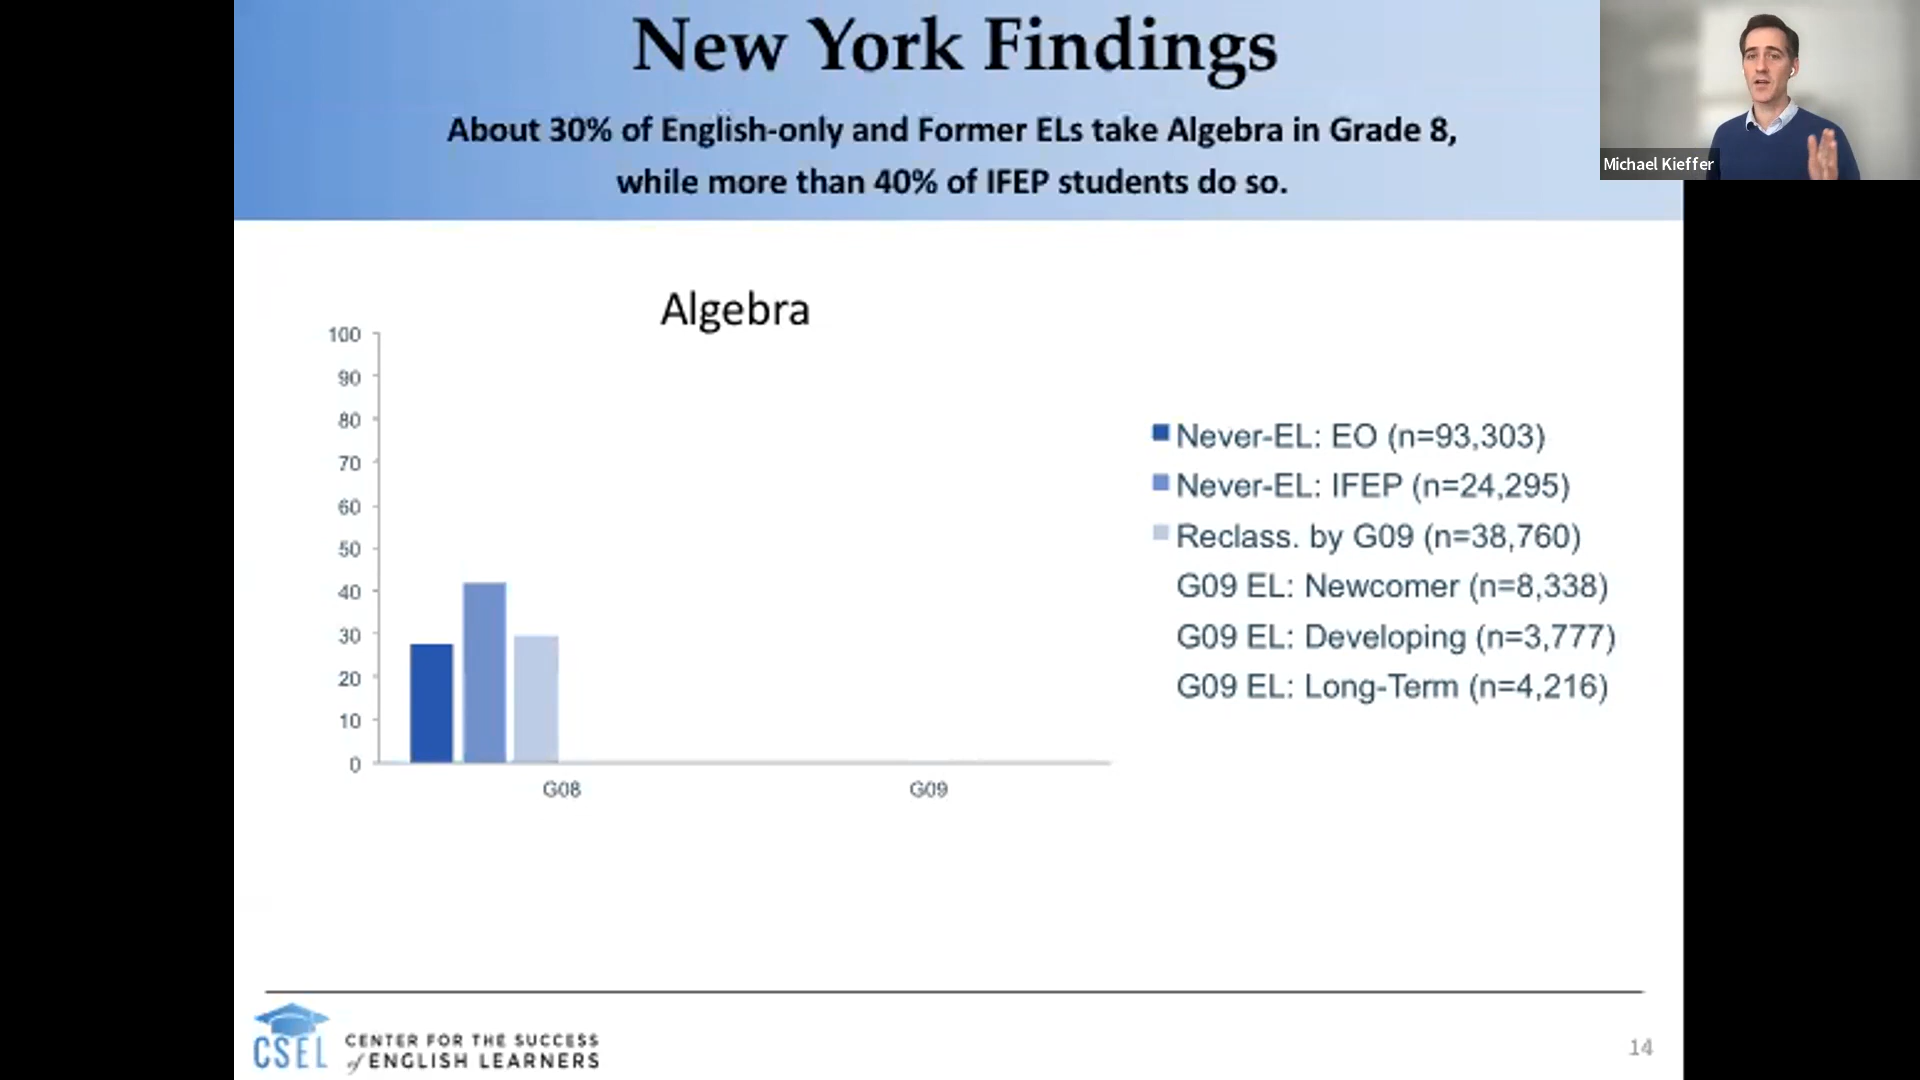 New York Findings
About 30% of English-only and Former ELs take Algebra in Grade 8,
while more than 40% of IFEP students do so.
Michael Kieffer
Algebra
100
90
80
70
60
50
40
30
20
10
0
G08
G09
Never-EL: EO (n=93,303)
Never-EL: IFEP (n=24,295)
Reclass. by G09 (n=38,760)
G09 EL: Newcomer (n=8,338)
G09 EL: Developing (n=3,777)
G09 EL: Long-Term (n=4,216)
CSEL
CENTER FOR THE SUCCESS
of ENGLISH LEARNERS
14